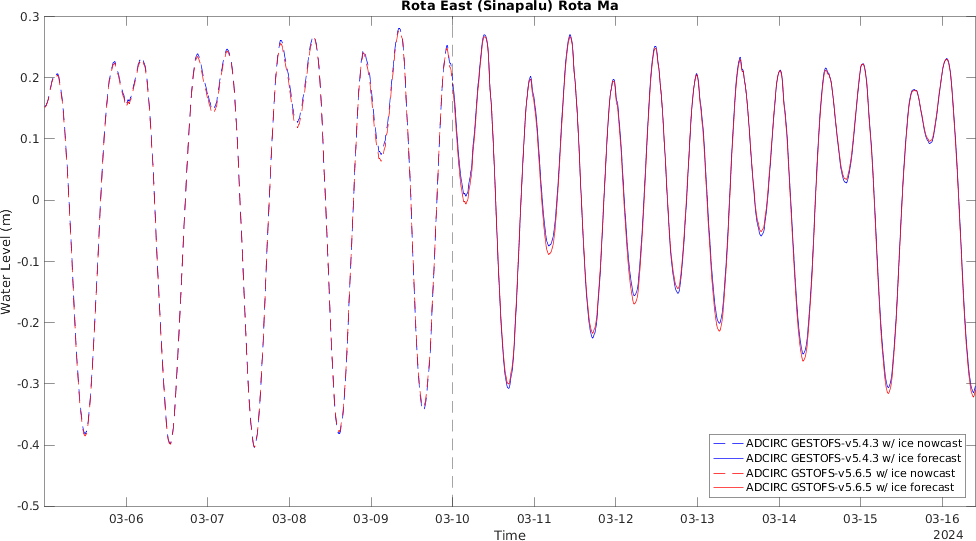 Rota East (Sinapalu) Rota Ma
0.3
0.2
0.1
0
-0.1
-0.2
-0.3
-0.4
-0.5
Water Level (m)
ADCIRC GESTOFS-v5.4.3 w/ ice nowcast
ADCIRC GESTOFS-v5.4.3 w/ ice forecast
ADCIRC GSTOFS-v5.6.5 w/ ice nowcast
ADCIRC GSTOFS-v5.6.5 w/ ice forecast
03-06 03-07 03-08 03-09 03-10 03-11 03-12 03-13 03-14 03-15 03-16
Time
2024